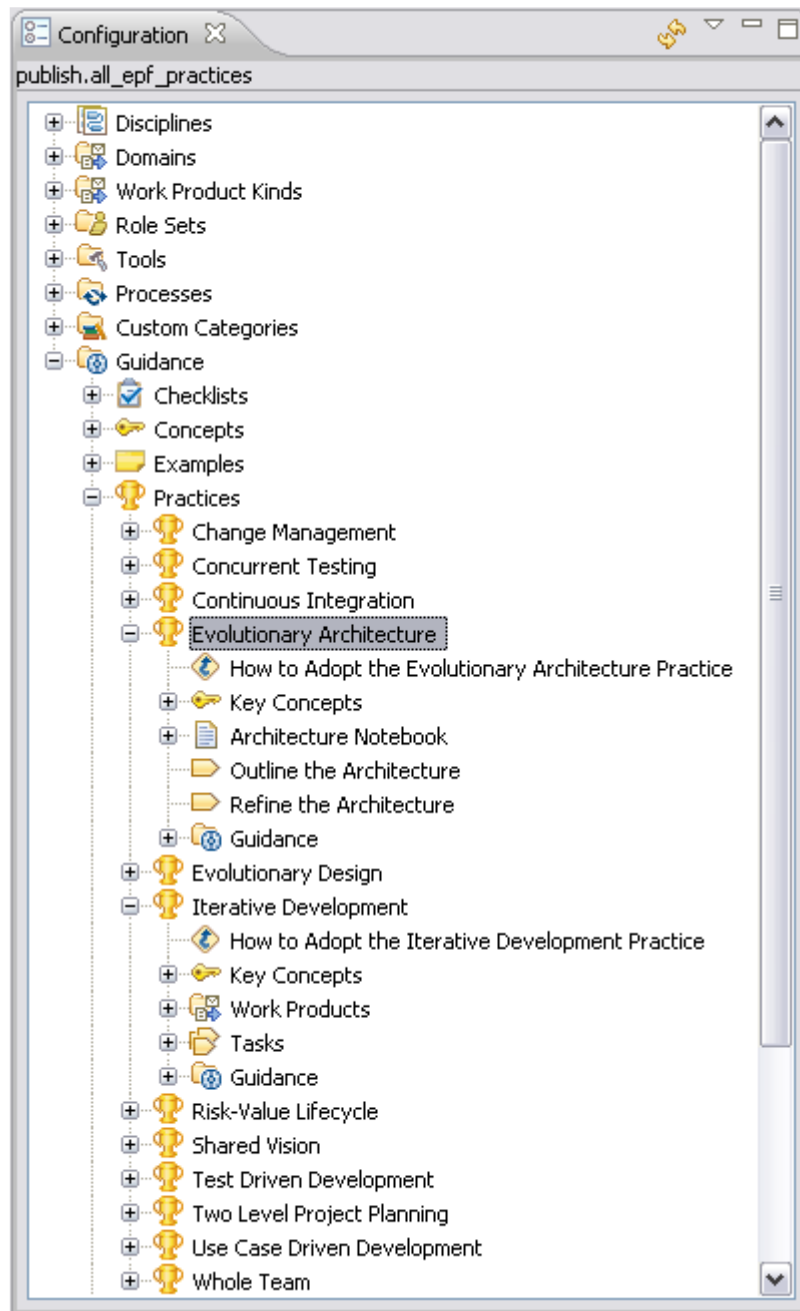 Configuration
publish.all_epf_practices
Disciplines
Domains
Work Product Kinds
Role Sets
Tools
Processes
Custom Categories
Guidance
Checklists
Concepts
Examples
Practices
Change Management
Concurrent Testing
Continuous Integration
Evolutionary Architecture
How to Adopt the Evolutionary Architecture Practice
Key Concepts
Architecture Notebook
Outline the Architecture
Refine the Architecture
Guidance
Evolutionary Design
Iterative Development
How to Adopt the Iterative Development Practice
Key Concepts
Work Products
Tasks
Guidance
Risk-Value Lifecycle
Shared Vision
Test Driven Development
Two Level Project Planning
Use Case Driven Development
Whole Team